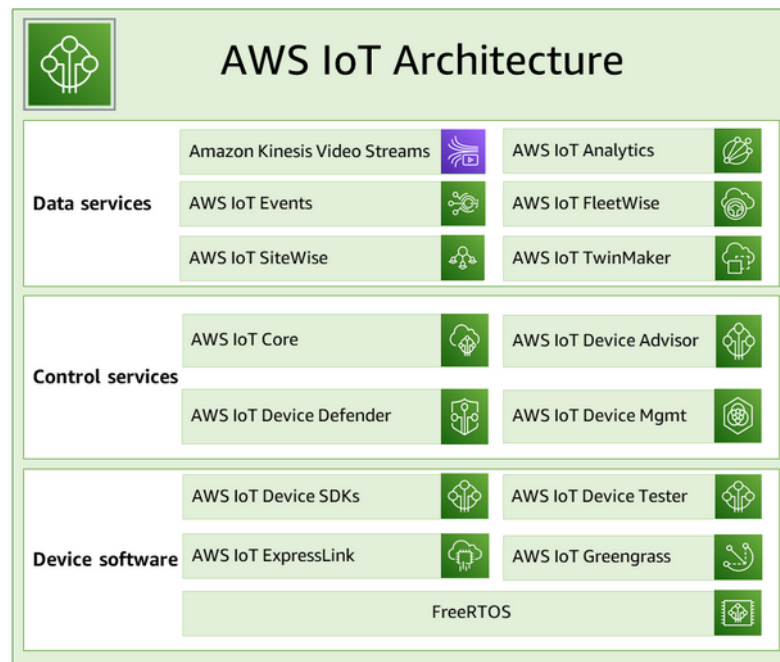 AWS IoT Architecture
Data services
Amazon Kinesis Video Streams
AWS IoT Analytics
AWS IoT Events
AWS IoT FleetWise
AWS IoT SiteWise
AWS IoT TwinMaker
Control services
AWS IoT Core
AWS IoT Device Advisor
AWS IoT Device Defender
AWS IoT Device Mgmt
Device software
AWS IoT Device SDKs
AWS IoT Device Tester
AWS IoT ExpressLink
AWS IoT Greengrass
FreeRTOS